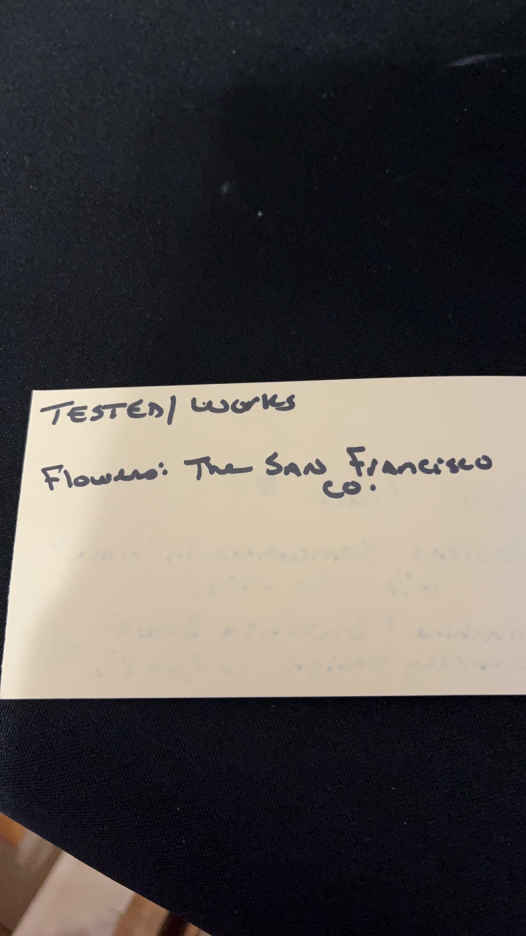 TESTED/ WORKS
Flowers: The SAN FrANCisco
CO.